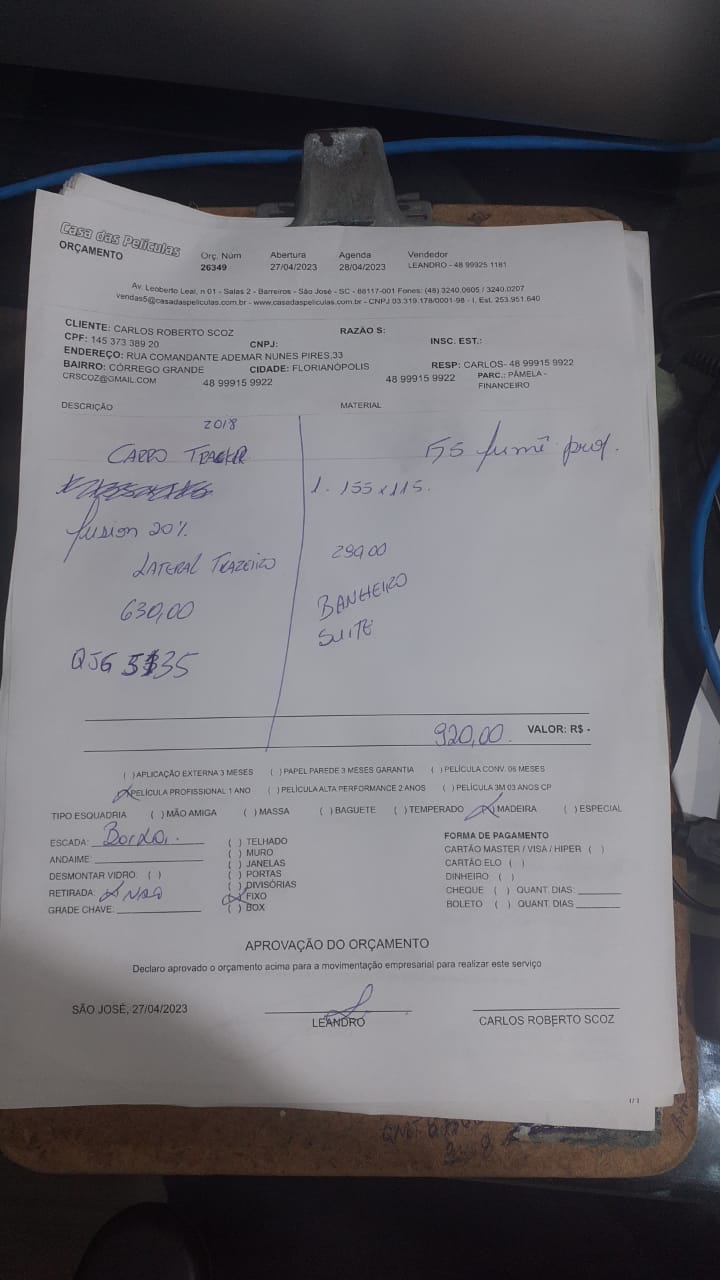 Casa das Películas
ORÇAMENTO
Orç. Núm Abertura Agenda Vendedor
26349 27/04/2023 28/04/2023 LEANDRO - 48 99925 1181
Av. Leoberto Leal, n 01 - Salas 2 - Barreiros - São José - SC - 88117-001 Fones: (48) 3240.0605 / 3240.0207
vendas5@casadaspeliculas.com.br - www.casadaspeliculas.com.br - CNPJ 03.319.178/0001-98 - I. Est. 253.951.640
CLIENTE: CARLOS ROBERTO SCOZ RAZÃO S:
CPF: 145 373 389 20 CNPJ: INSC. EST.:
ENDEREÇO: RUA COMANDANTE ADEMAR NUNES PIRES,33
BAIRRO: CÓRREGO GRANDE CIDADE: FLORIANÓPOLIS RESP: CARLOS- 48 99915 9922
CRSCOZ@GMAIL.COM 48 99915 9922 48 99915 9922 PARC.: PÂMELA -
FINANCEIRO
DESCRIÇÃO MATERIAL
2018
CARRO TRACKER fumê prof.
1. 155 x 115.
fusion 20%
LATERAL TRAZEIRO 290,00
630,00 BANHEIRO
SUITE
QJG
920,00. VALOR: R$ -
( ) APLICAÇÃO EXTERNA 3 MESES ( ) PAPEL PAREDE 3 MESES GARANTIA ( ) PELÍCULA CONV. 06 MESES
(X) PELÍCULA PROFISSIONAL 1 ANO ( ) PELÍCULA ALTA PERFORMANCE 2 ANOS ( ) PELÍCULA 3M 03 ANOS CP
TIPO ESQUADRIA ( ) MÃO AMIGA ( ) MASSA ( ) BAGUETE ( ) TEMPERADO (X) MADEIRA ( ) ESPECIAL
ESCADA: ( ) TELHADO FORMA DE PAGAMENTO
ANDAIME: ( ) MURO CARTÃO MASTER / VISA / HIPER ( )
DESMONTAR VIDRO: ( ) ( ) JANELAS CARTÃO ELO ( )
RETIRADA: X NAO ( ) PORTAS DINHEIRO ( )
GRADE CHAVE: ( ) DIVISÓRIAS CHEQUE ( ) QUANT. DIAS:
(X) FIXO BOLETO ( ) QUANT. DIAS
( ) BOX
APROVAÇÃO DO ORÇAMENTO
Declaro aprovado o orçamento acima para a movimentação empresarial para realizar este serviço
SÃO JOSÉ, 27/04/2023
LEANDRO CARLOS ROBERTO SCOZ
1/1